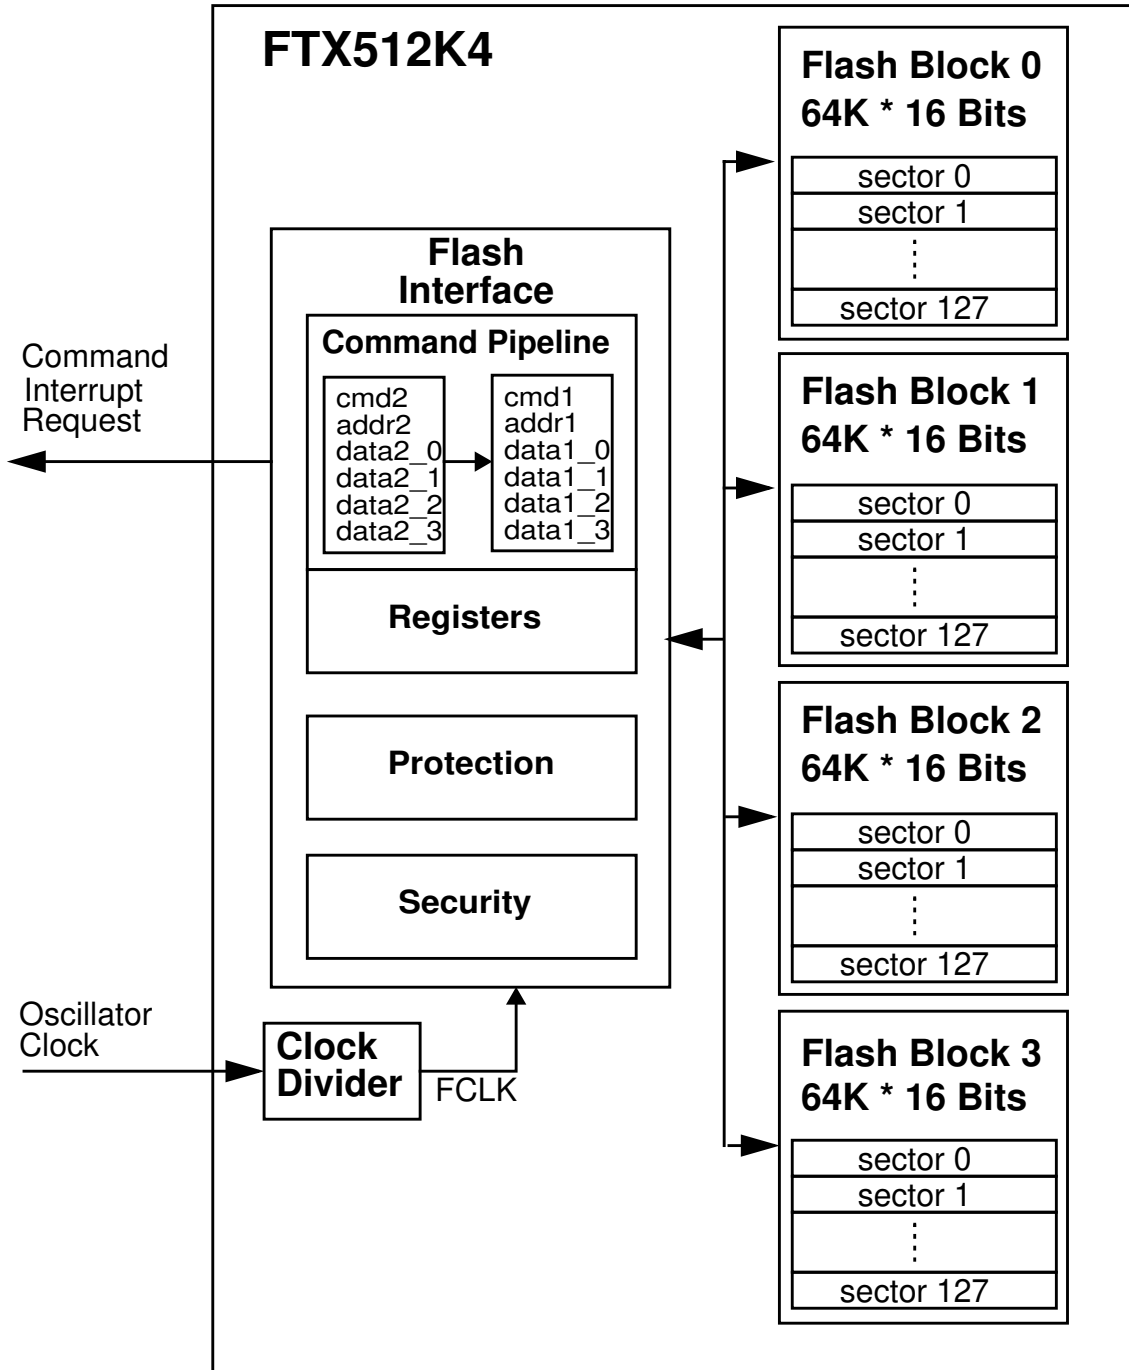 FTX512K4
Command
Interrupt
Request
Flash
Interface
Command Pipeline
cmd2
addr2
data2_0
data2_1
data2_2
data2_3
cmd1
addr1
data1_0
data1_1
data1_2
data1_3
Registers
Protection
Security
Oscillator
Clock
Clock
Divider
FCLK
Flash Block 0
64K * 16 Bits
sector 0
sector 1
sector 127
Flash Block 1
64K * 16 Bits
sector 0
sector 1
sector 127
Flash Block 2
64K * 16 Bits
sector 0
sector 1
sector 127
Flash Block 3
64K * 16 Bits
sector 0
sector 1
sector 127